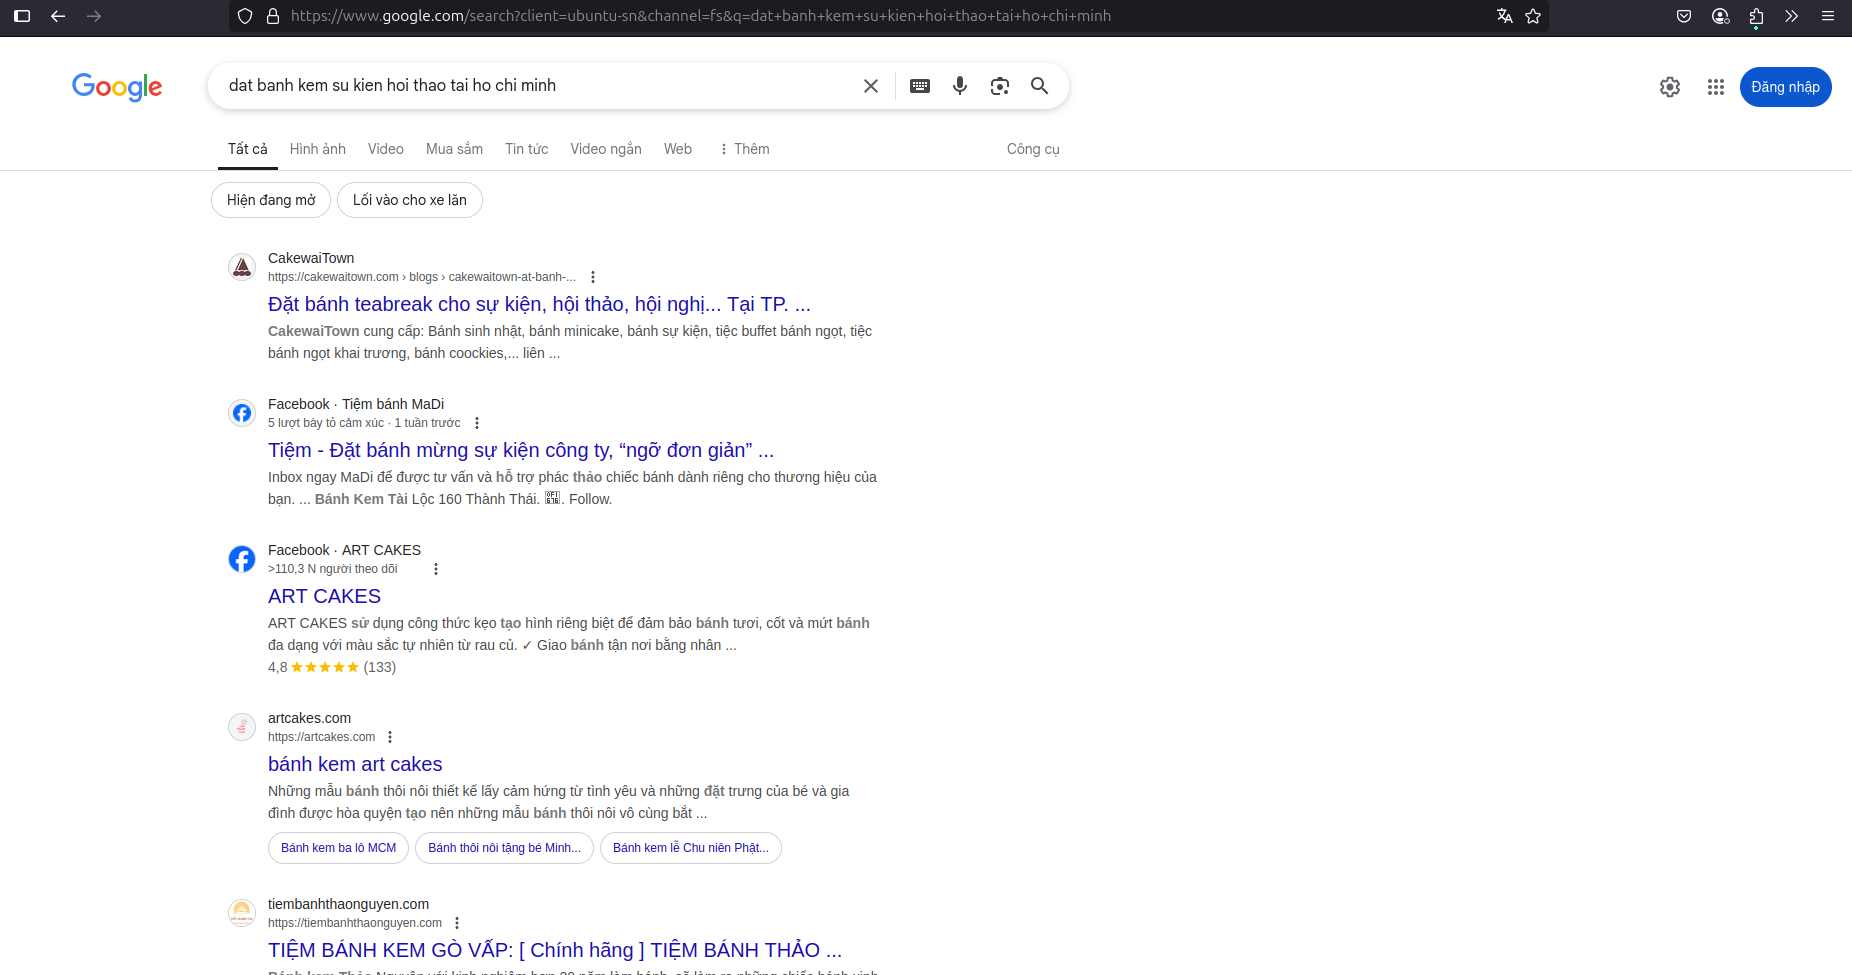 https://www.google.com/search?client=ubuntu-sn&channel=fs&q=dat+banh+kem+su+kien+hoi+thao+tai+ho+chi+minh
Google
dat banh kem su kien hoi thao tai ho chi minh
Đăng nhập
Tất cả Hình ảnh Video Mua sắm Tin tức Video ngắn Web Thêm Công cụ
Hiện đang mở Lối vào cho xe lăn
CakewaiTown
https://cakewaitown.com › blogs › cakewaitown-at-banh-...
Đặt bánh teabreak cho sự kiện, hội thảo, hội nghị... Tại TP. ...
CakewaiTown cung cấp: Bánh sinh nhật, bánh minicake, bánh sự kiện, tiệc buffet bánh ngọt, tiệc
bánh ngọt khai trương, bánh coockies,... liên ...
Facebook · Tiệm bánh MaDi
5 lượt bày tỏ cảm xúc · 1 tuần trước
Tiệm - Đặt bánh mừng sự kiện công ty, “ngỡ đơn giản” ...
Inbox ngay MaDi để được tư vấn và hỗ trợ phác thảo chiếc bánh dành riêng cho thương hiệu của
bạn. ... Bánh Kem Tài Lộc 160 Thành Thái. . Follow.
Facebook · ART CAKES
>110,3 N người theo dõi
ART CAKES
ART CAKES sử dụng công thức kẹo tạo hình riêng biệt để đảm bảo bánh tươi, cốt và mứt bánh
đa dạng với màu sắc tự nhiên từ rau củ. ✓ Giao bánh tận nơi bằng nhân ...
4,8 ★★★★★ (133)
artcakes.com
https://artcakes.com
bánh kem art cakes
Những mẫu bánh thôi nôi thiết kế lấy cảm hứng từ tình yêu và những đặt trưng của bé và gia
đình được hòa quyện tạo nên những mẫu bánh thôi nôi vô cùng bắt ...
Bánh kem ba lô MCM Bánh thôi nôi tặng bé Minh... Bánh kem lễ Chu niên Phật...
tiembanhthaonguyen.com
https://tiembanhthaonguyen.com
TIỆM BÁNH KEM GÒ VẤP: [ Chính hãng ] TIỆM BÁNH THẢO ...